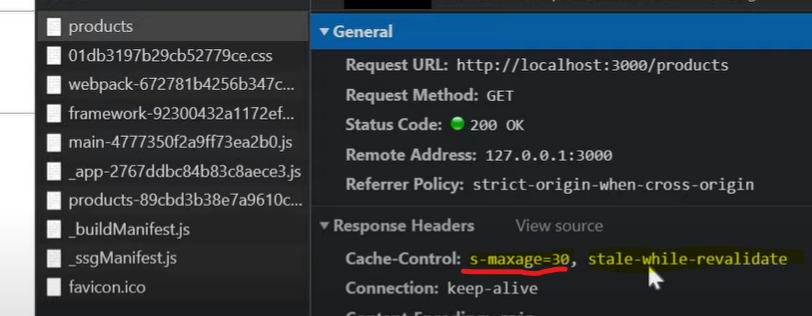 products
01db3197b29cb52779ce.css
webpack-672781b4256b347c...
framework-92300432a1172ef...
main-4777350f2a9ff73ea2b0.js
_app-2767ddbc84b83c8aece3.js
products-89cbd3b38e7a9610c...
_buildManifest.js
_ssgManifest.js
favicon.ico
General
Request URL: http://localhost:3000/products
Request Method: GET
Status Code: 200 OK
Remote Address: 127.0.0.1:3000
Referrer Policy: strict-origin-when-cross-origin
Response Headers View source
Cache-Control: s-maxage=30, stale-while-revalidate
Connection: keep-alive